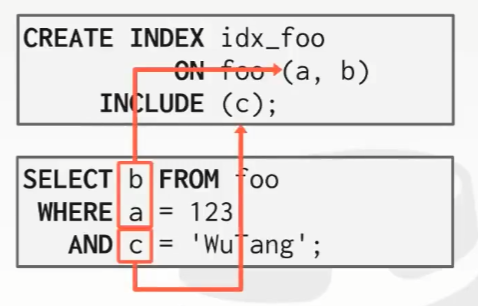 CREATE INDEX idx_foo
ON foo (a, b)
INCLUDE (c);
SELECT b FROM foo
WHERE a = 123
AND c = 'WuTang';